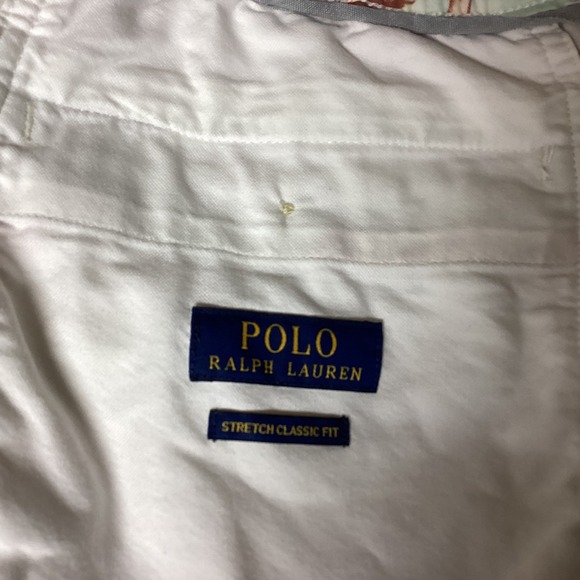 POLO
RALPH LAUREN
STRETCH CLASSIC FIT